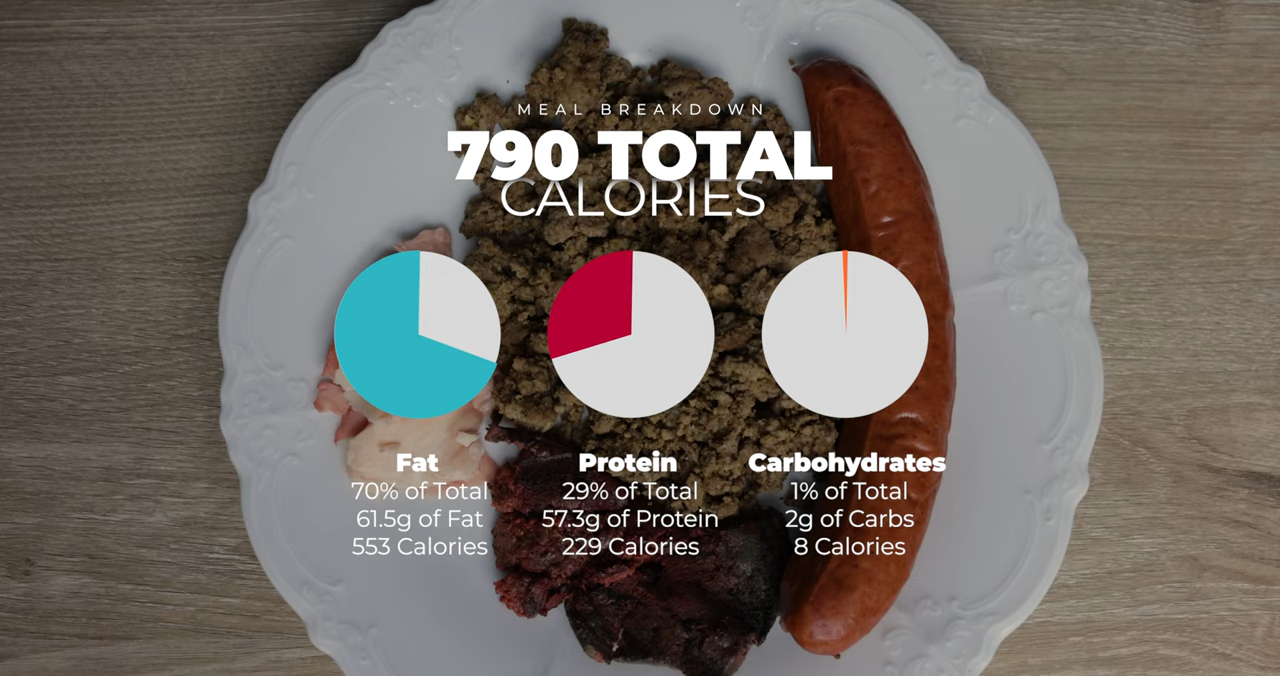 MEAL BREAKDOWN
790 TOTAL
CALORIES
Fat
70% of Total
61.5g of Fat
553 Calories
Protein
29% of Total
57.3g of Protein
229 Calories
Carbohydrates
1% of Total
2g of Carbs
8 Calories